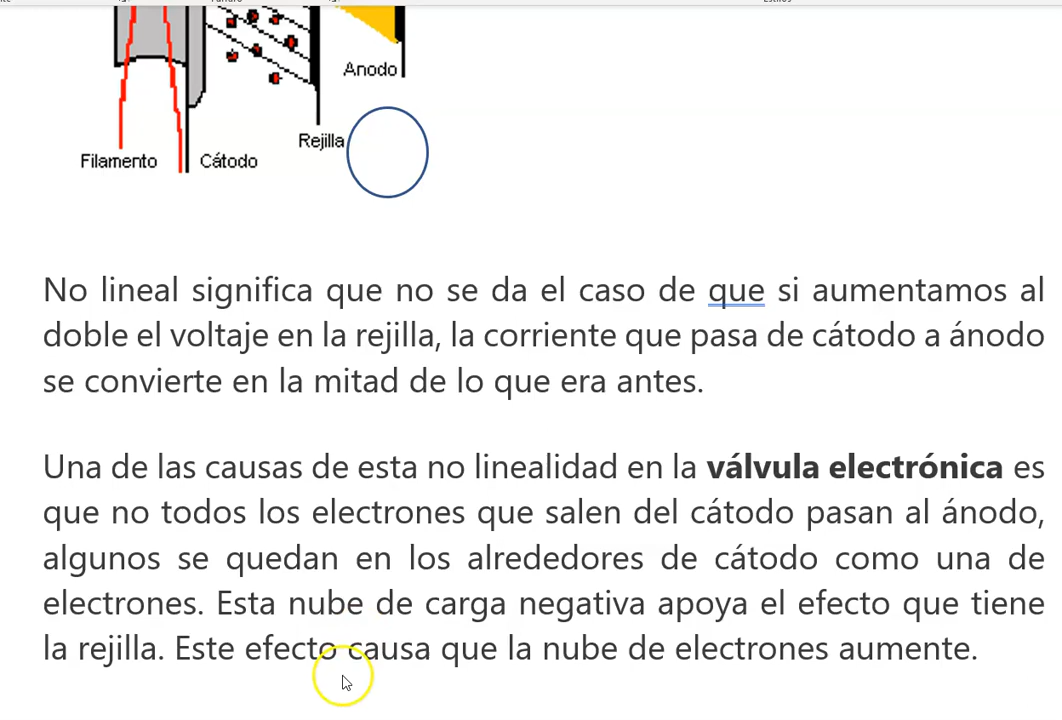 Anodo
Rejilla
Filamento
Cátodo
No lineal significa que no se da el caso de que si aumentamos al
doble el voltaje en la rejilla, la corriente que pasa de cátodo a ánodo
se convierte en la mitad de lo que era antes.
Una de las causas de esta no linealidad en la válvula electrónica es
que no todos los electrones que salen del cátodo pasan al ánodo,
algunos se quedan en los alrededores de cátodo como una de
electrones. Esta nube de carga negativa apoya el efecto que tiene
la rejilla. Este efecto causa que la nube de electrones aumente.